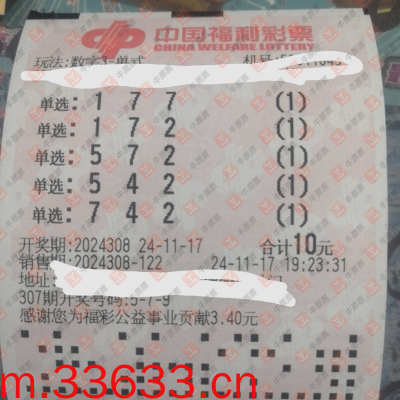 中国福利彩票
CHINA WELFARE LOTTERY
玩法:数字3-单式 机号:
单选:1 7 7 (1)
单选:1 7 2 (1)
单选:5 7 2 (1)
单选:5 4 2 (1)
单选:7 4 2 (1)
开奖期:2024308 24-11-17 合计10元
销售期:2024308-122 24-11-17 19:23:31
地址:
307期开奖号码:5-7-9
感谢您为福彩公益事业贡献3.40元
m.33633.cn